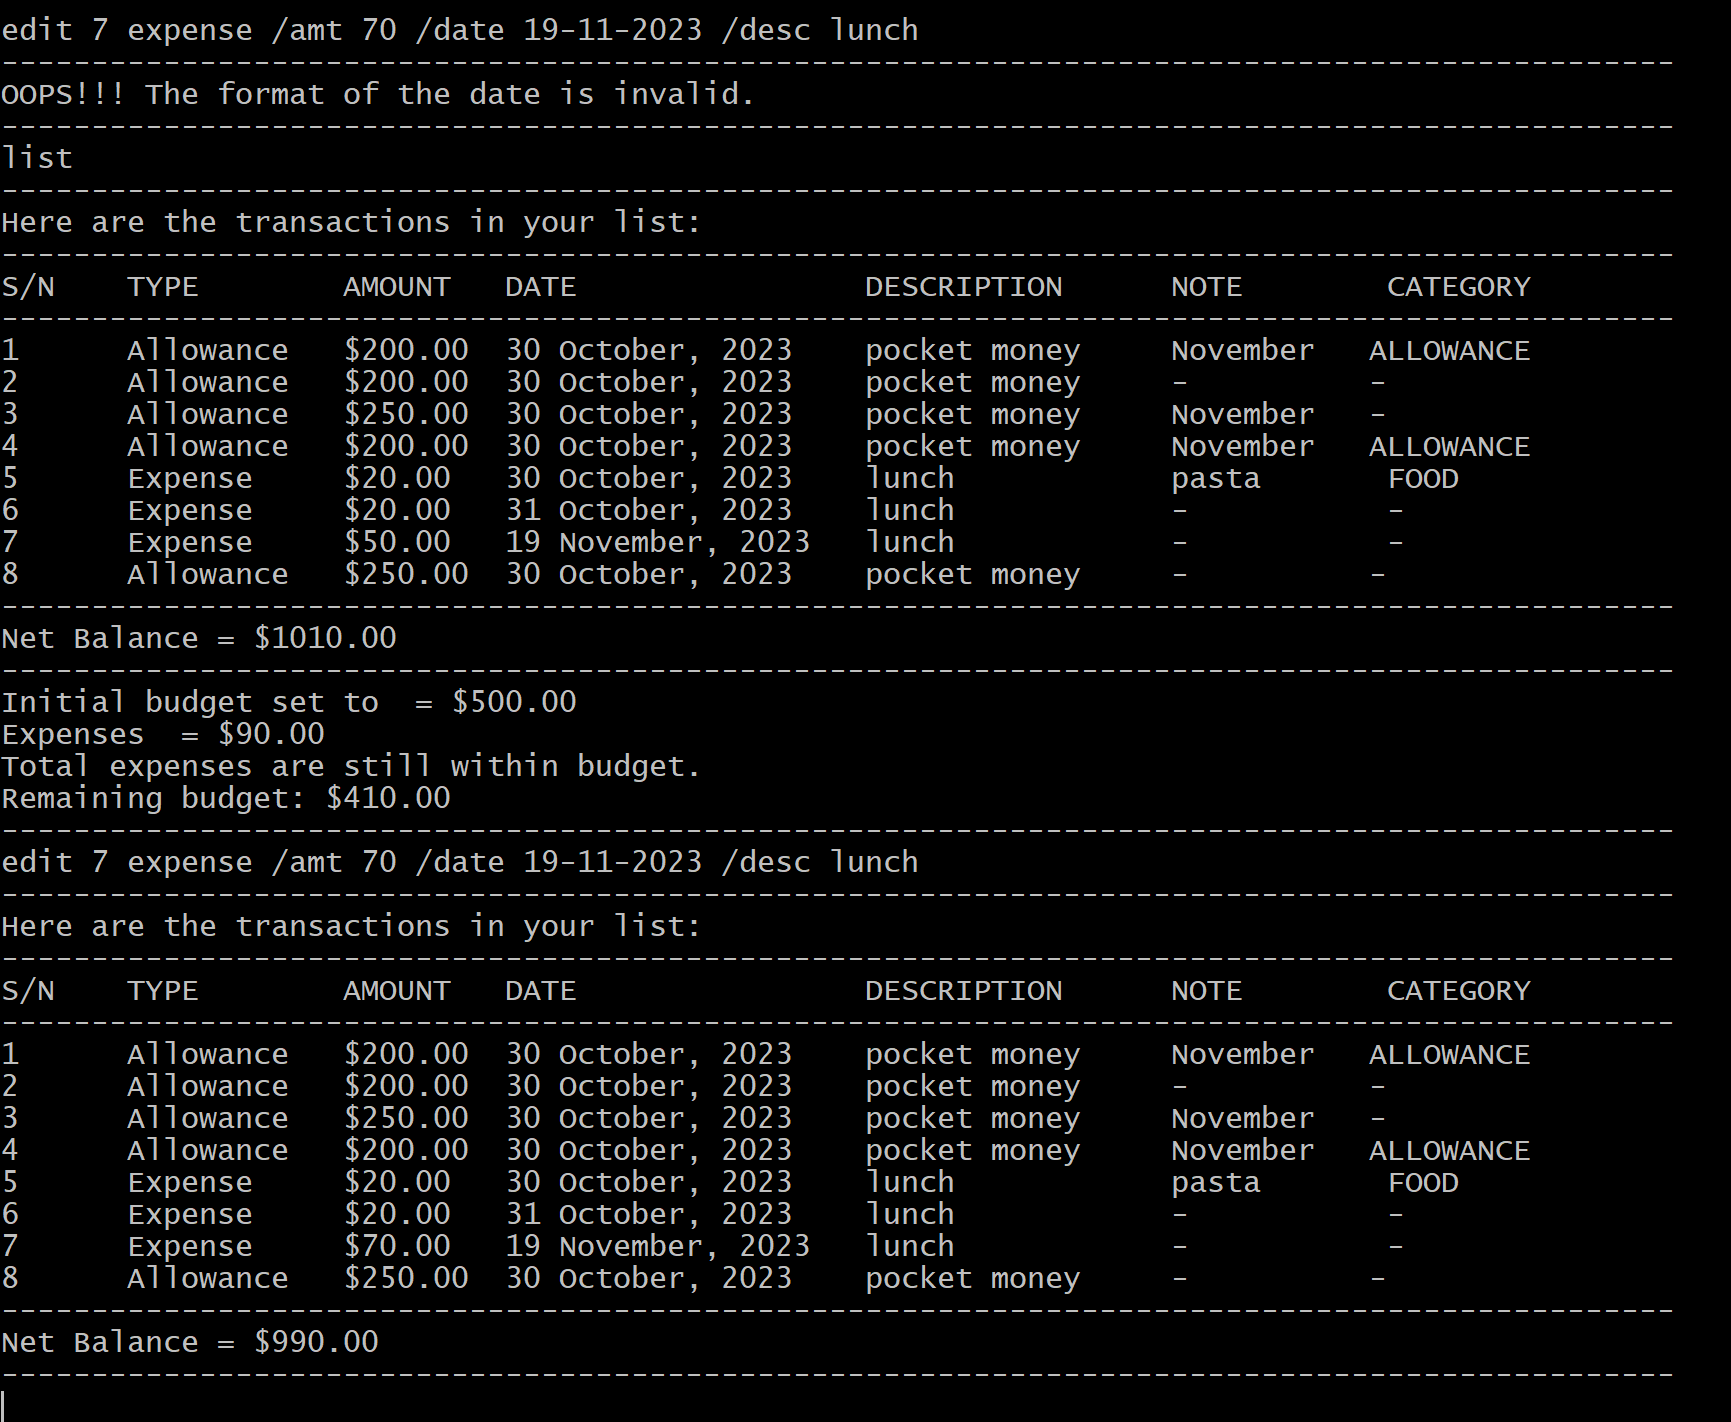 edit 7 expense /amt 70 /date 19-11-2023 /desc lunch
---------------------------------------------------------------------------------------------
OOPS!!! The format of the date is invalid.
---------------------------------------------------------------------------------------------
list
---------------------------------------------------------------------------------------------
Here are the transactions in your list:
---------------------------------------------------------------------------------------------
S/N    TYPE        AMOUNT   DATE                DESCRIPTION      NOTE        CATEGORY
---------------------------------------------------------------------------------------------
1      Allowance   $200.00  30 October, 2023    pocket money     November   ALLOWANCE
2      Allowance   $200.00  30 October, 2023    pocket money     -          -
3      Allowance   $250.00  30 October, 2023    pocket money     November   -
4      Allowance   $200.00  30 October, 2023    pocket money     November   ALLOWANCE
5      Expense     $20.00   30 October, 2023    lunch            pasta       FOOD
6      Expense     $20.00   31 October, 2023    lunch            -           -
7      Expense     $50.00   19 November, 2023   lunch            -           -
8      Allowance   $250.00  30 October, 2023    pocket money     -          -
---------------------------------------------------------------------------------------------
Net Balance = $1010.00
---------------------------------------------------------------------------------------------
Initial budget set to  = $500.00
Expenses  = $90.00
Total expenses are still within budget.
Remaining budget: $410.00
---------------------------------------------------------------------------------------------
edit 7 expense /amt 70 /date 19-11-2023 /desc lunch
---------------------------------------------------------------------------------------------
Here are the transactions in your list:
---------------------------------------------------------------------------------------------
S/N    TYPE        AMOUNT   DATE                DESCRIPTION      NOTE        CATEGORY
---------------------------------------------------------------------------------------------
1      Allowance   $200.00  30 October, 2023    pocket money     November   ALLOWANCE
2      Allowance   $200.00  30 October, 2023    pocket money     -          -
3      Allowance   $250.00  30 October, 2023    pocket money     November   -
4      Allowance   $200.00  30 October, 2023    pocket money     November   ALLOWANCE
5      Expense     $20.00   30 October, 2023    lunch            pasta       FOOD
6      Expense     $20.00   31 October, 2023    lunch            -           -
7      Expense     $70.00   19 November, 2023   lunch            -           -
8      Allowance   $250.00  30 October, 2023    pocket money     -          -
---------------------------------------------------------------------------------------------
Net Balance = $990.00
---------------------------------------------------------------------------------------------